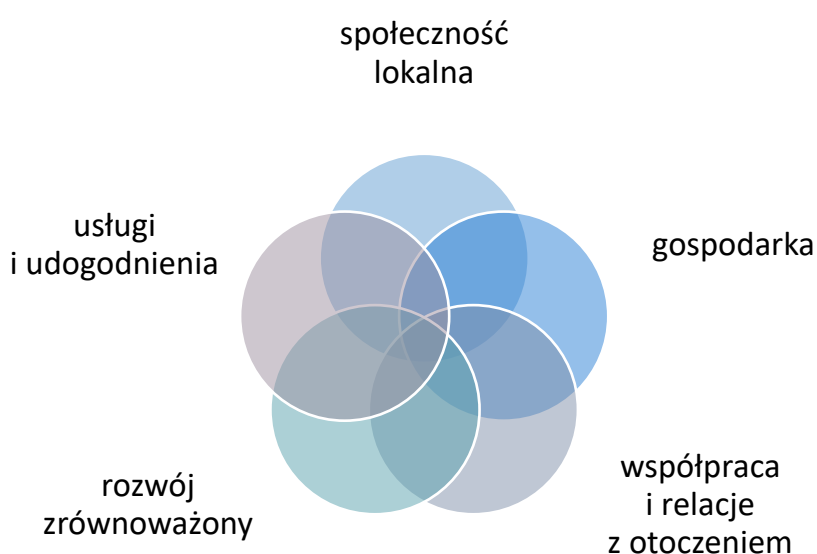 społeczność
lokalna
usługi
i udogodnienia
gospodarka
rozwój
zrównoważony
współpraca
i relacje
z otoczeniem